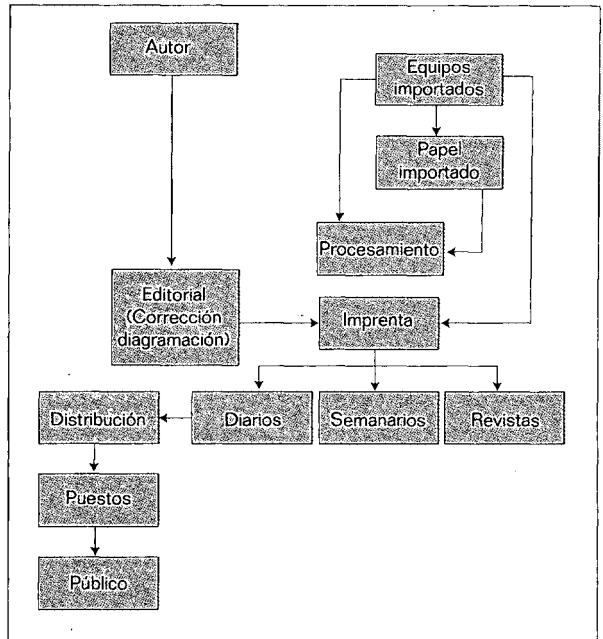 Autor
Equipos
importados
Papel
importado
Procesamiento
Editorial
(Corrección
diagramación)
Imprenta
Distribución
Diarios
Semanarios
Revistas
Puestos
Público